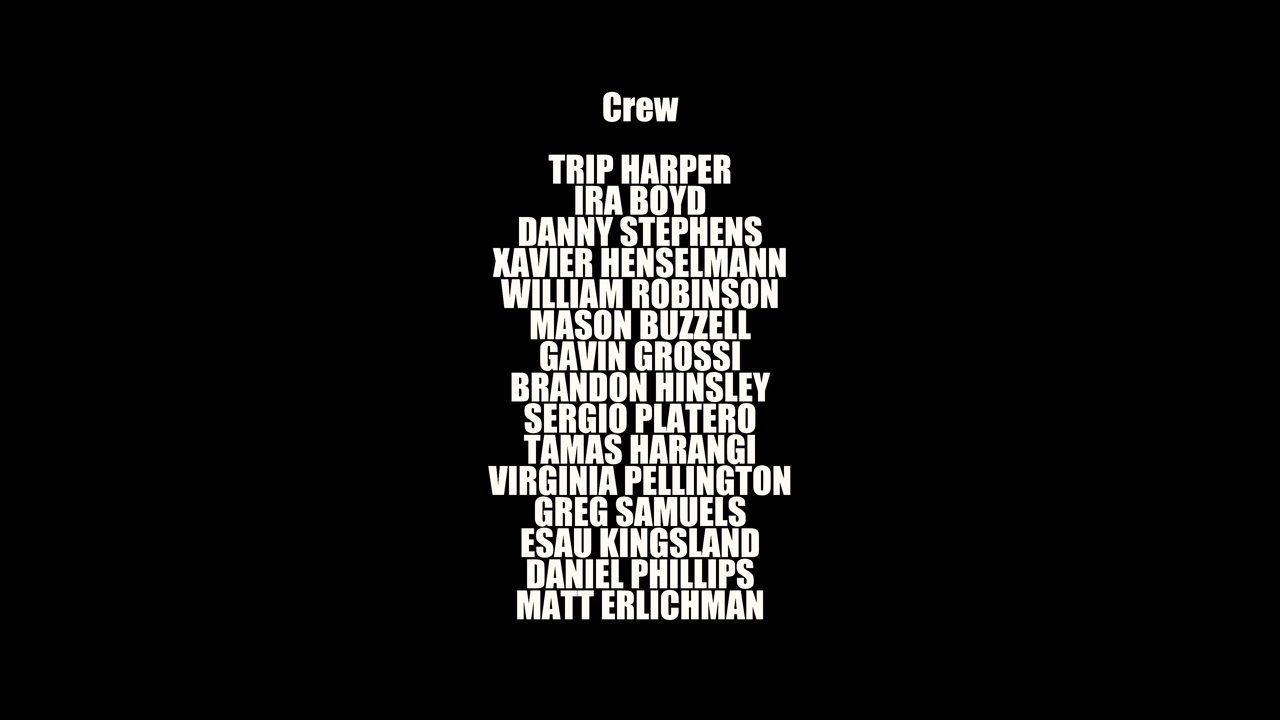 Crew
TRIP HARPER
IRA BOYD
DANNY STEPHENS
XAVIER HENSELMANN
WILLIAM ROBINSON
MASON BUZZELL
GAVIN GROSSI
BRANDON HINSLEY
SERGIO PLATERO
TAMAS HARANGI
VIRGINIA PELLINGTON
GREG SAMUELS
ESAU KINGSLAND
DANIEL PHILLIPS
MATT ERLICHMAN